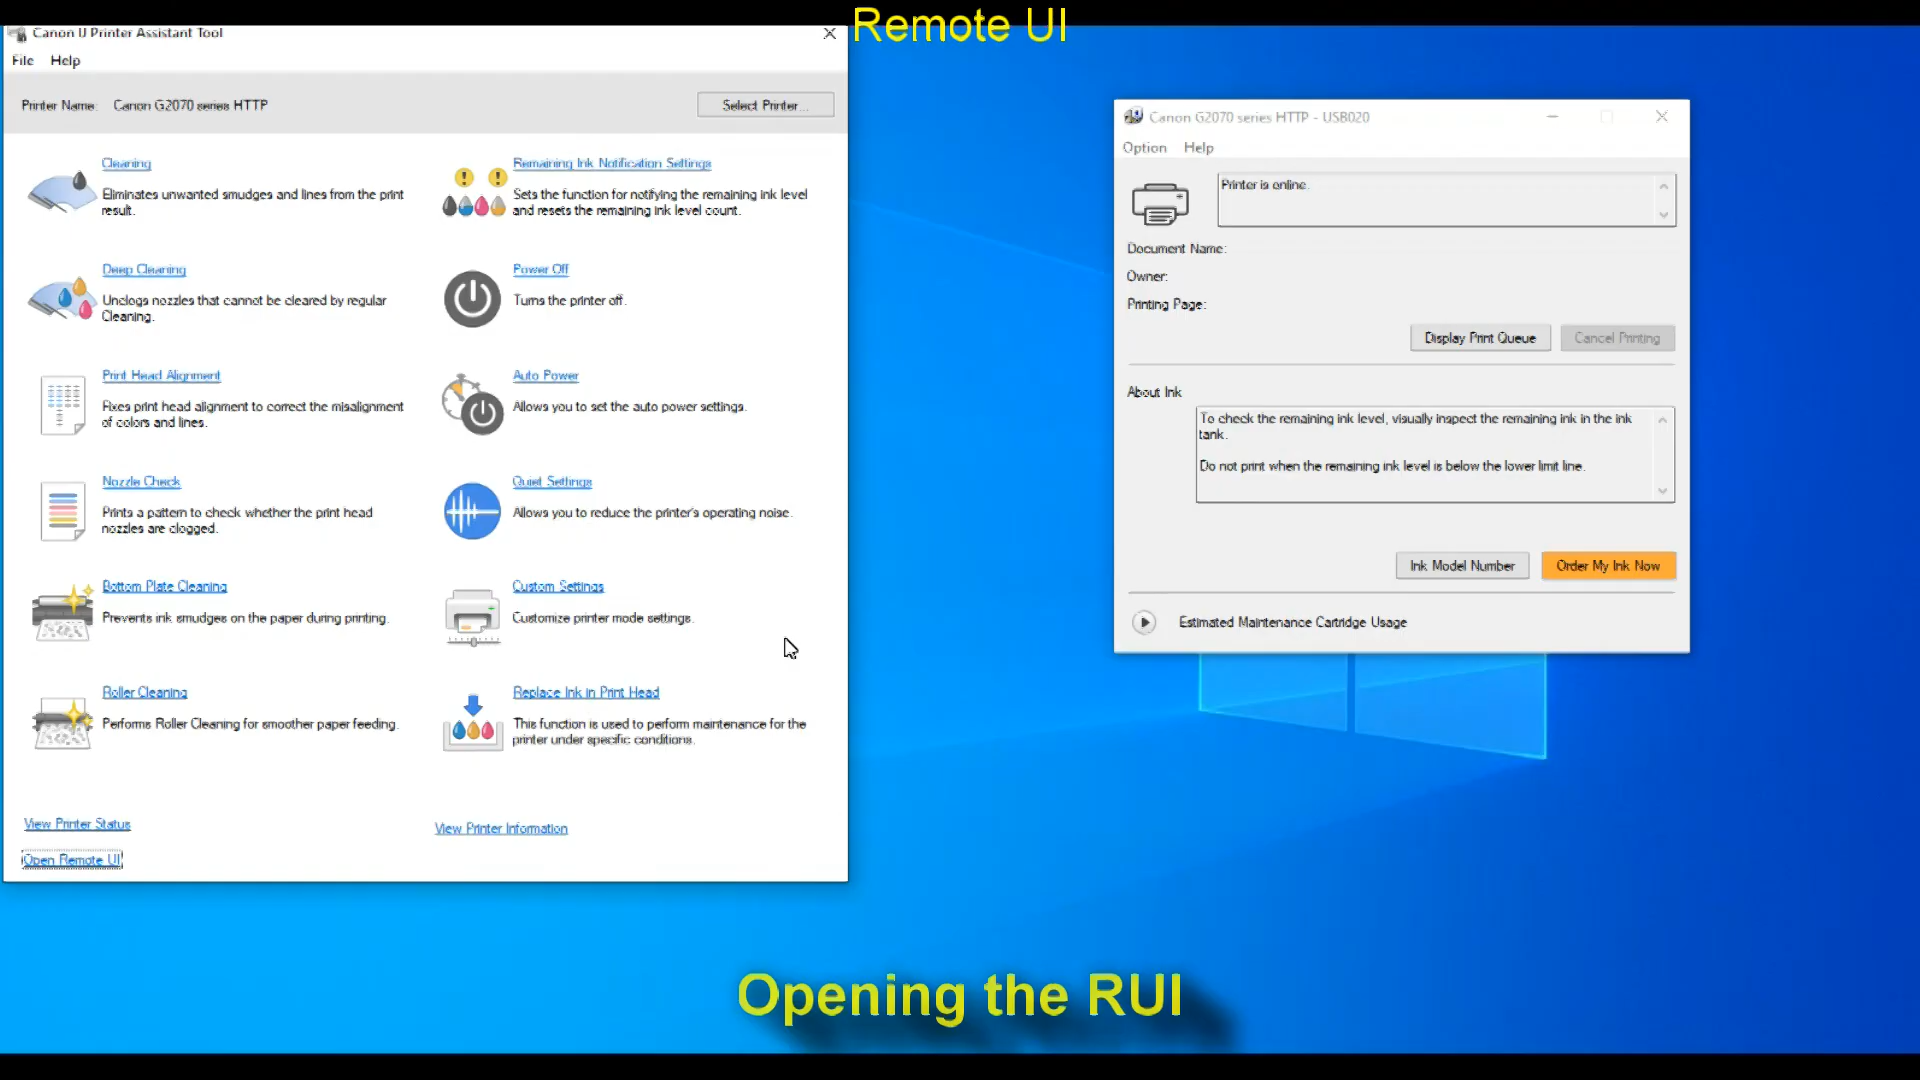 Remote UI
Canon IJ Printer Assistant Tool
File Help
Printer Name: Canon G2070 series HTTP
Select Printer...
Cleaning
Eliminates unwanted smudges and lines from the print
result.
Remaining Ink Notification Settings
Sets the function for notifying the remaining ink level
and resets the remaining ink level count.
Deep Cleaning
Unclogs nozzles that cannot be cleared by regular
Cleaning.
Power Off
Turns the printer off.
Print Head Alignment
Fixes print head alignment to correct the misalignment
of colors and lines.
Auto Power
Allows you to set the auto power settings.
Nozzle Check
Prints a pattern to check whether the print head
nozzles are clogged.
Quiet Settings
Allows you to reduce the printer's operating noise.
Bottom Plate Cleaning
Prevents ink smudges on the paper during printing.
Custom Settings
Customize printer mode settings.
Roller Cleaning
Performs Roller Cleaning for smoother paper feeding.
Replace Ink in Print Head
This function is used to perform maintenance for the
printer under specific conditions.
View Printer Status
View Printer Information
Open Remote UI
Canon G2070 series HTTP - USB020
Option Help
Printer is online.
Document Name:
Owner:
Printing Page:
Display Print Queue
Cancel Printing
About Ink
To check the remaining ink level, visually inspect the remaining ink in the ink
tank.
Do not print when the remaining ink level is below the lower limit line.
Ink Model Number
Order My Ink Now
Estimated Maintenance Cartridge Usage
Opening the RUI